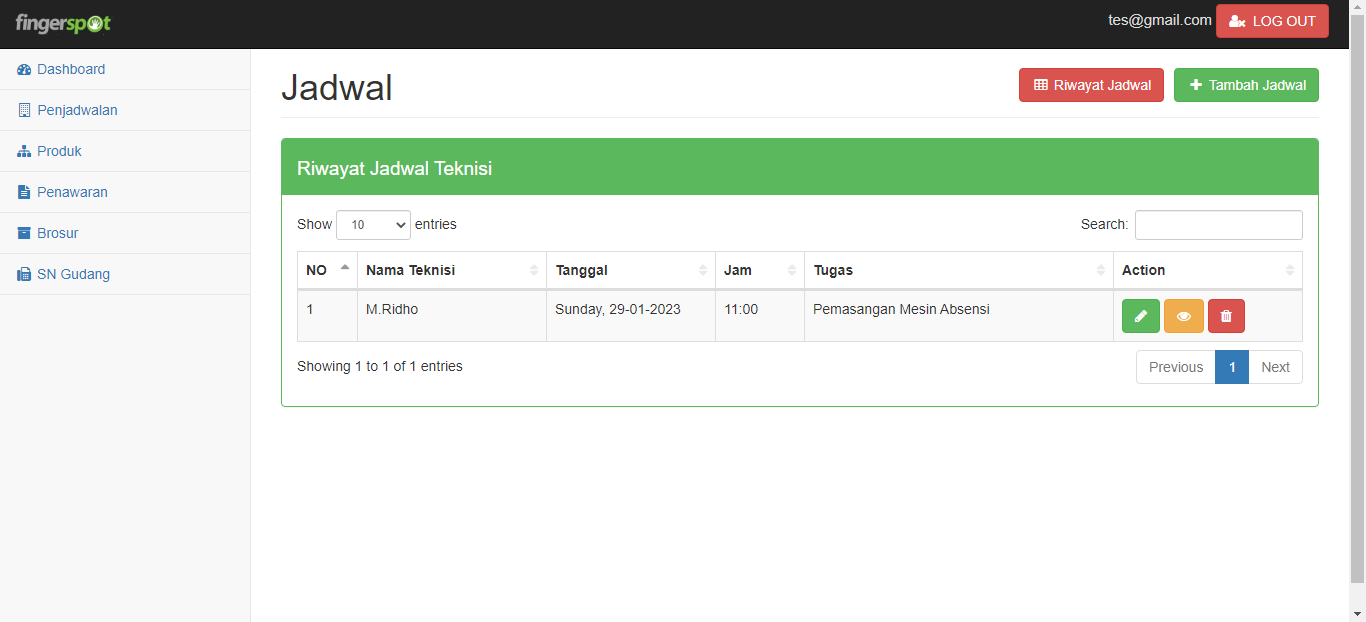 fingerspot
tes@gmail.com LOG OUT
Dashboard
Penjadwalan
Produk
Penawaran
Brosur
SN Gudang
Jadwal
Riwayat Jadwal Tambah Jadwal
Riwayat Jadwal Teknisi
Show 10 entries Search:
NO Nama Teknisi Tanggal Jam Tugas Action
1 M.Ridho Sunday, 29-01-2023 11:00 Pemasangan Mesin Absensi
Showing 1 to 1 of 1 entries Previous 1 Next